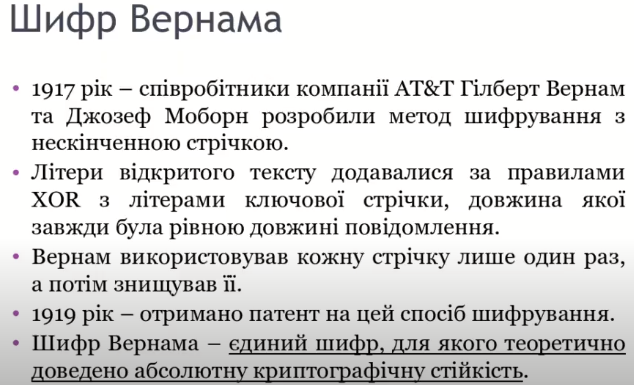 Шифр Вернама
• 1917 рік – співробітники компанії AT&T Гілберт Вернам
та Джозеф Моборн розробили метод шифрування з
нескінченною стрічкою.
• Літери відкритого тексту додавалися за правилами
XOR з літерами ключової стрічки, довжина якої
завжди була рівною довжині повідомлення.
• Вернам використовував кожну стрічку лише один раз,
а потім знищував її.
• 1919 рік – отримано патент на цей спосіб шифрування.
• Шифр Вернама – єдиний шифр, для якого теоретично
доведено абсолютну криптографічну стійкість.